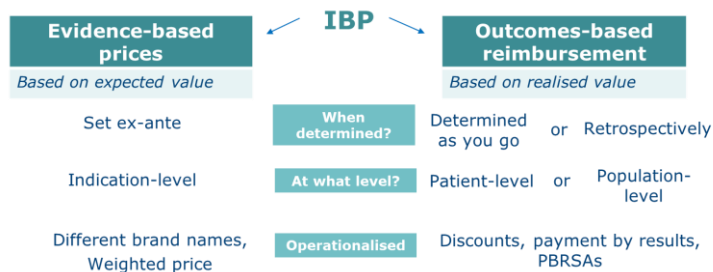 IBP
Evidence-based
prices
Based on expected value
Outcomes-based
reimbursement
Based on realised value
Set ex-ante
When
determined?
Determined
as you go
or
Retrospectively
Indication-level
At what level?
Patient-level
or
Population-
level
Different brand names,
Weighted price
Operationalised
Discounts, payment by results,
PBRSAs